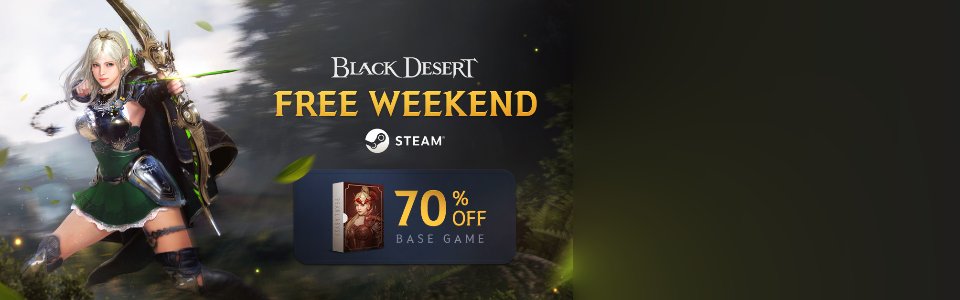 BLACK DESERT
FREE WEEKEND
STEAM
70% OFF
BASE GAME